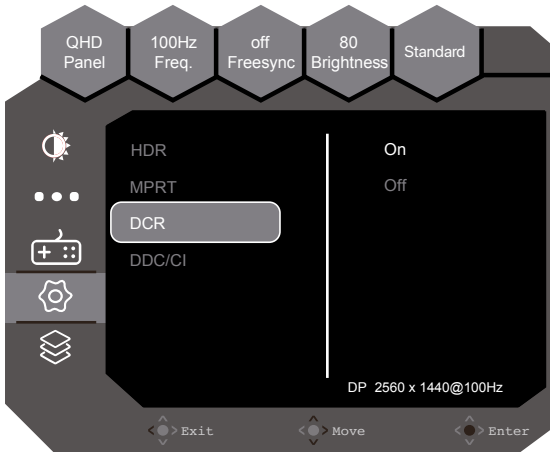 QHD
Panel
100Hz
Freq.
off
Freesync
80
Brightness
Standard
HDR
MPRT
DCR
DDC/CI
On
Off
DP 2560 x 1440@100Hz
Exit
Move
Enter